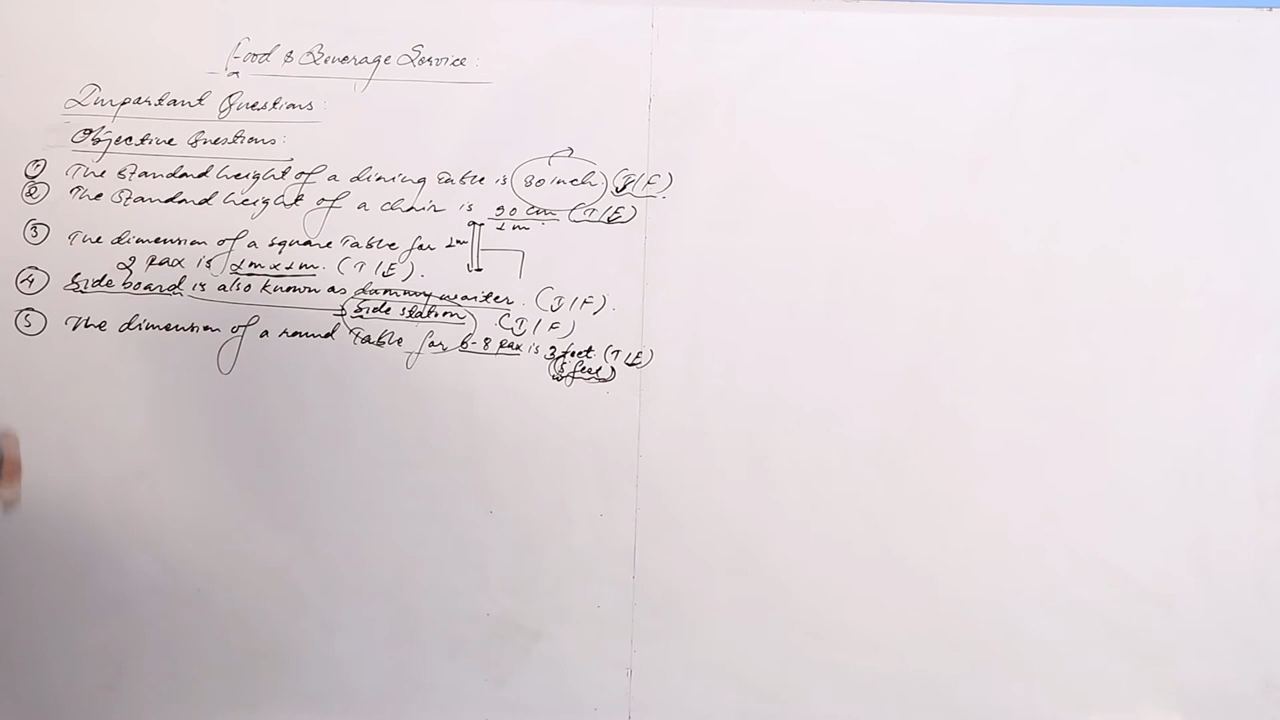 Food & Beverage Service:
Important Questions:
Objective Questions:
① The standard height of a dining table is 30 inch. (T/F)
② The standard height of a chair is 90 cm (T/F)
1m
③ The dimension of a square table for 1m
2 pax is 1m x 1m. (T/F).
④ Side board is also known as dummy waiter. (T/F).
Side station (T/F)
⑤ The dimension of a round table for 6-8 pax is 3 feet. (T/F)
(5 feet)